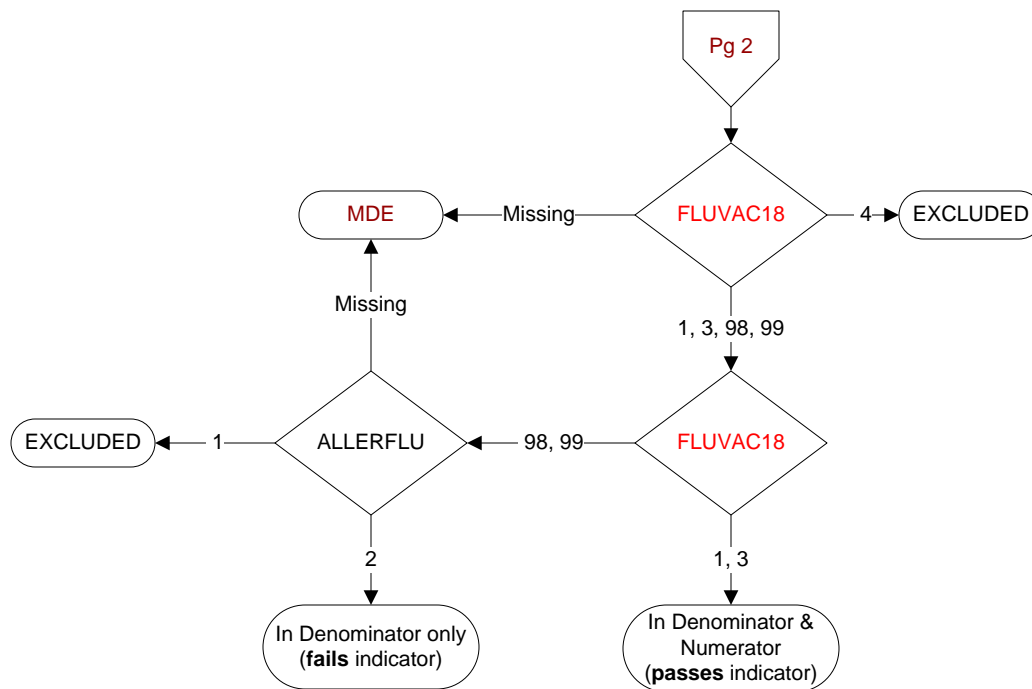 Pg 2
MDE
Missing
FLUVAC18
4
EXCLUDED
Missing
1, 3, 98, 99
EXCLUDED
1
ALLERFLU
98, 99
FLUVAC18
2
1, 3
In Denominator only
(fails indicator)
In Denominator &
Numerator
(passes indicator)